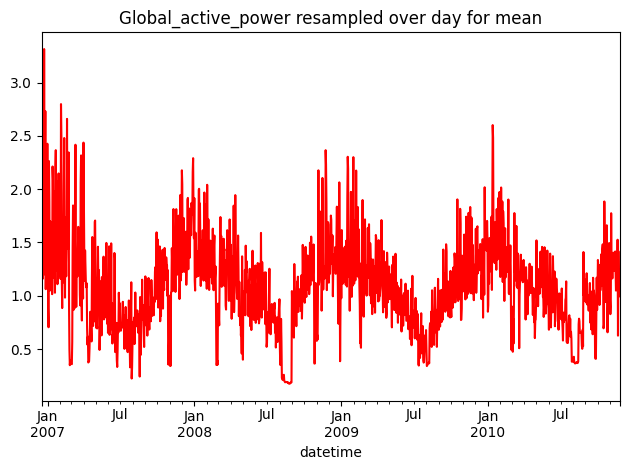 Global_active_power resampled over day for mean
3.0
2.5
2.0
1.5
1.0
0.5
Jan Jul Jan Jul Jan Jul Jan Jul
2007 2008 2009 2010
datetime